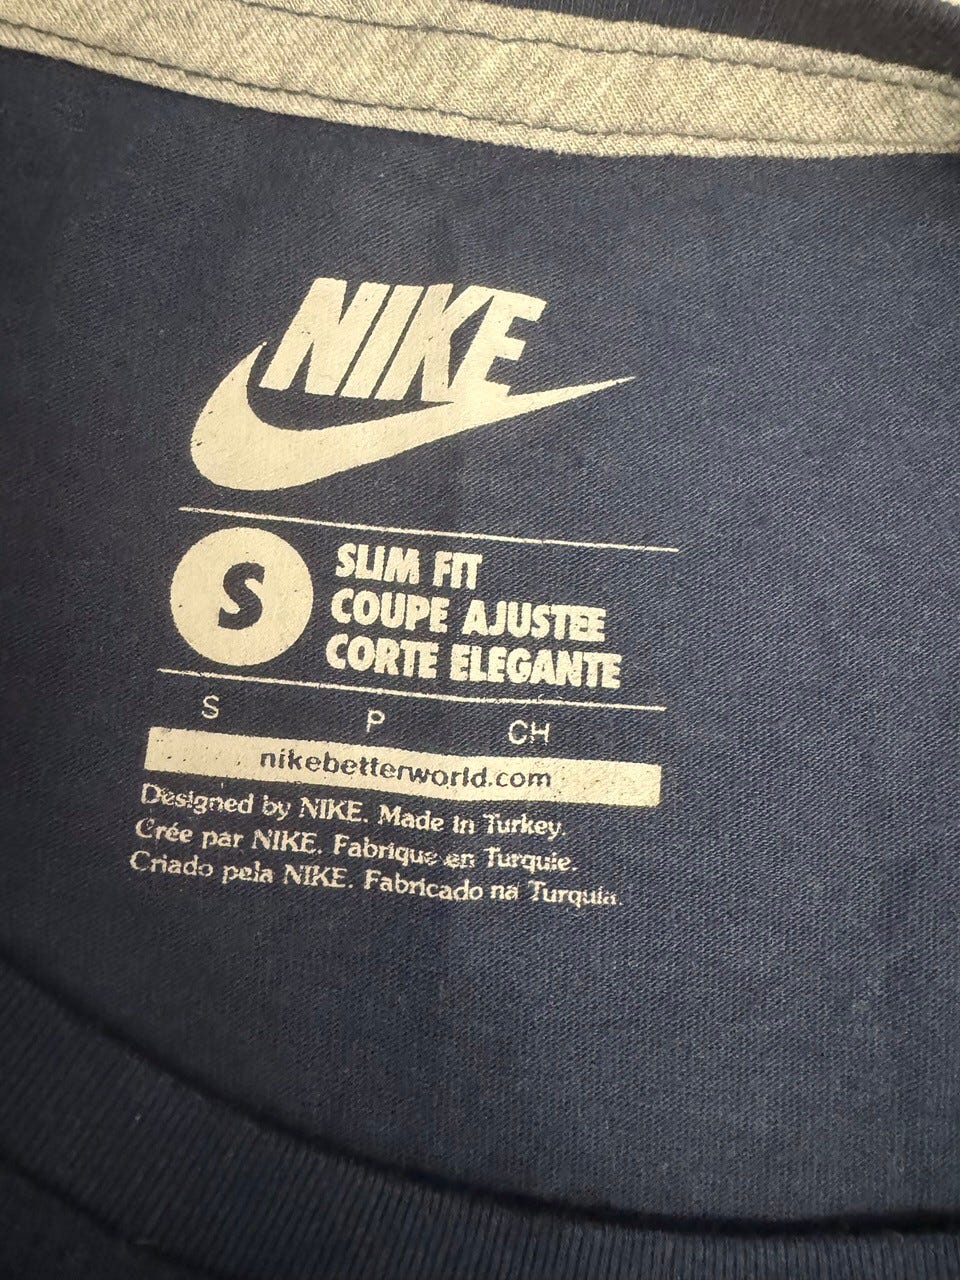 NIKE
S
SLIM FIT
COUPE AJUSTEE
CORTE ELEGANTE
S P CH
nikebetterworld.com
Designed by NIKE. Made in Turkey.
Crée par NIKE. Fabrique en Turquie.
Criado pela NIKE. Fabricado na Turquia.